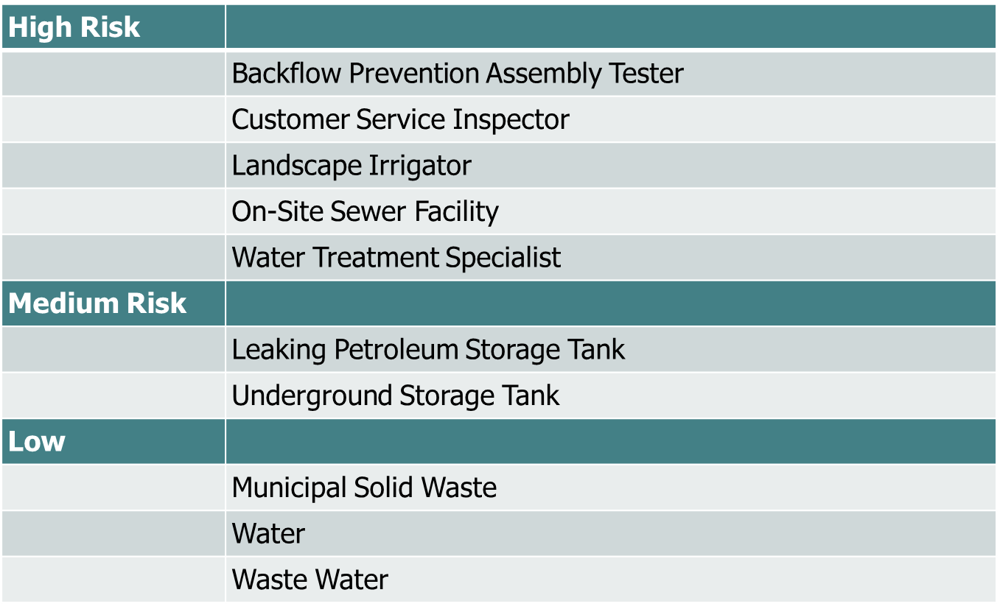 High Risk
Backflow Prevention Assembly Tester
Customer Service Inspector
Landscape Irrigator
On-Site Sewer Facility
Water Treatment Specialist
Medium Risk
Leaking Petroleum Storage Tank
Underground Storage Tank
Low
Municipal Solid Waste
Water
Waste Water